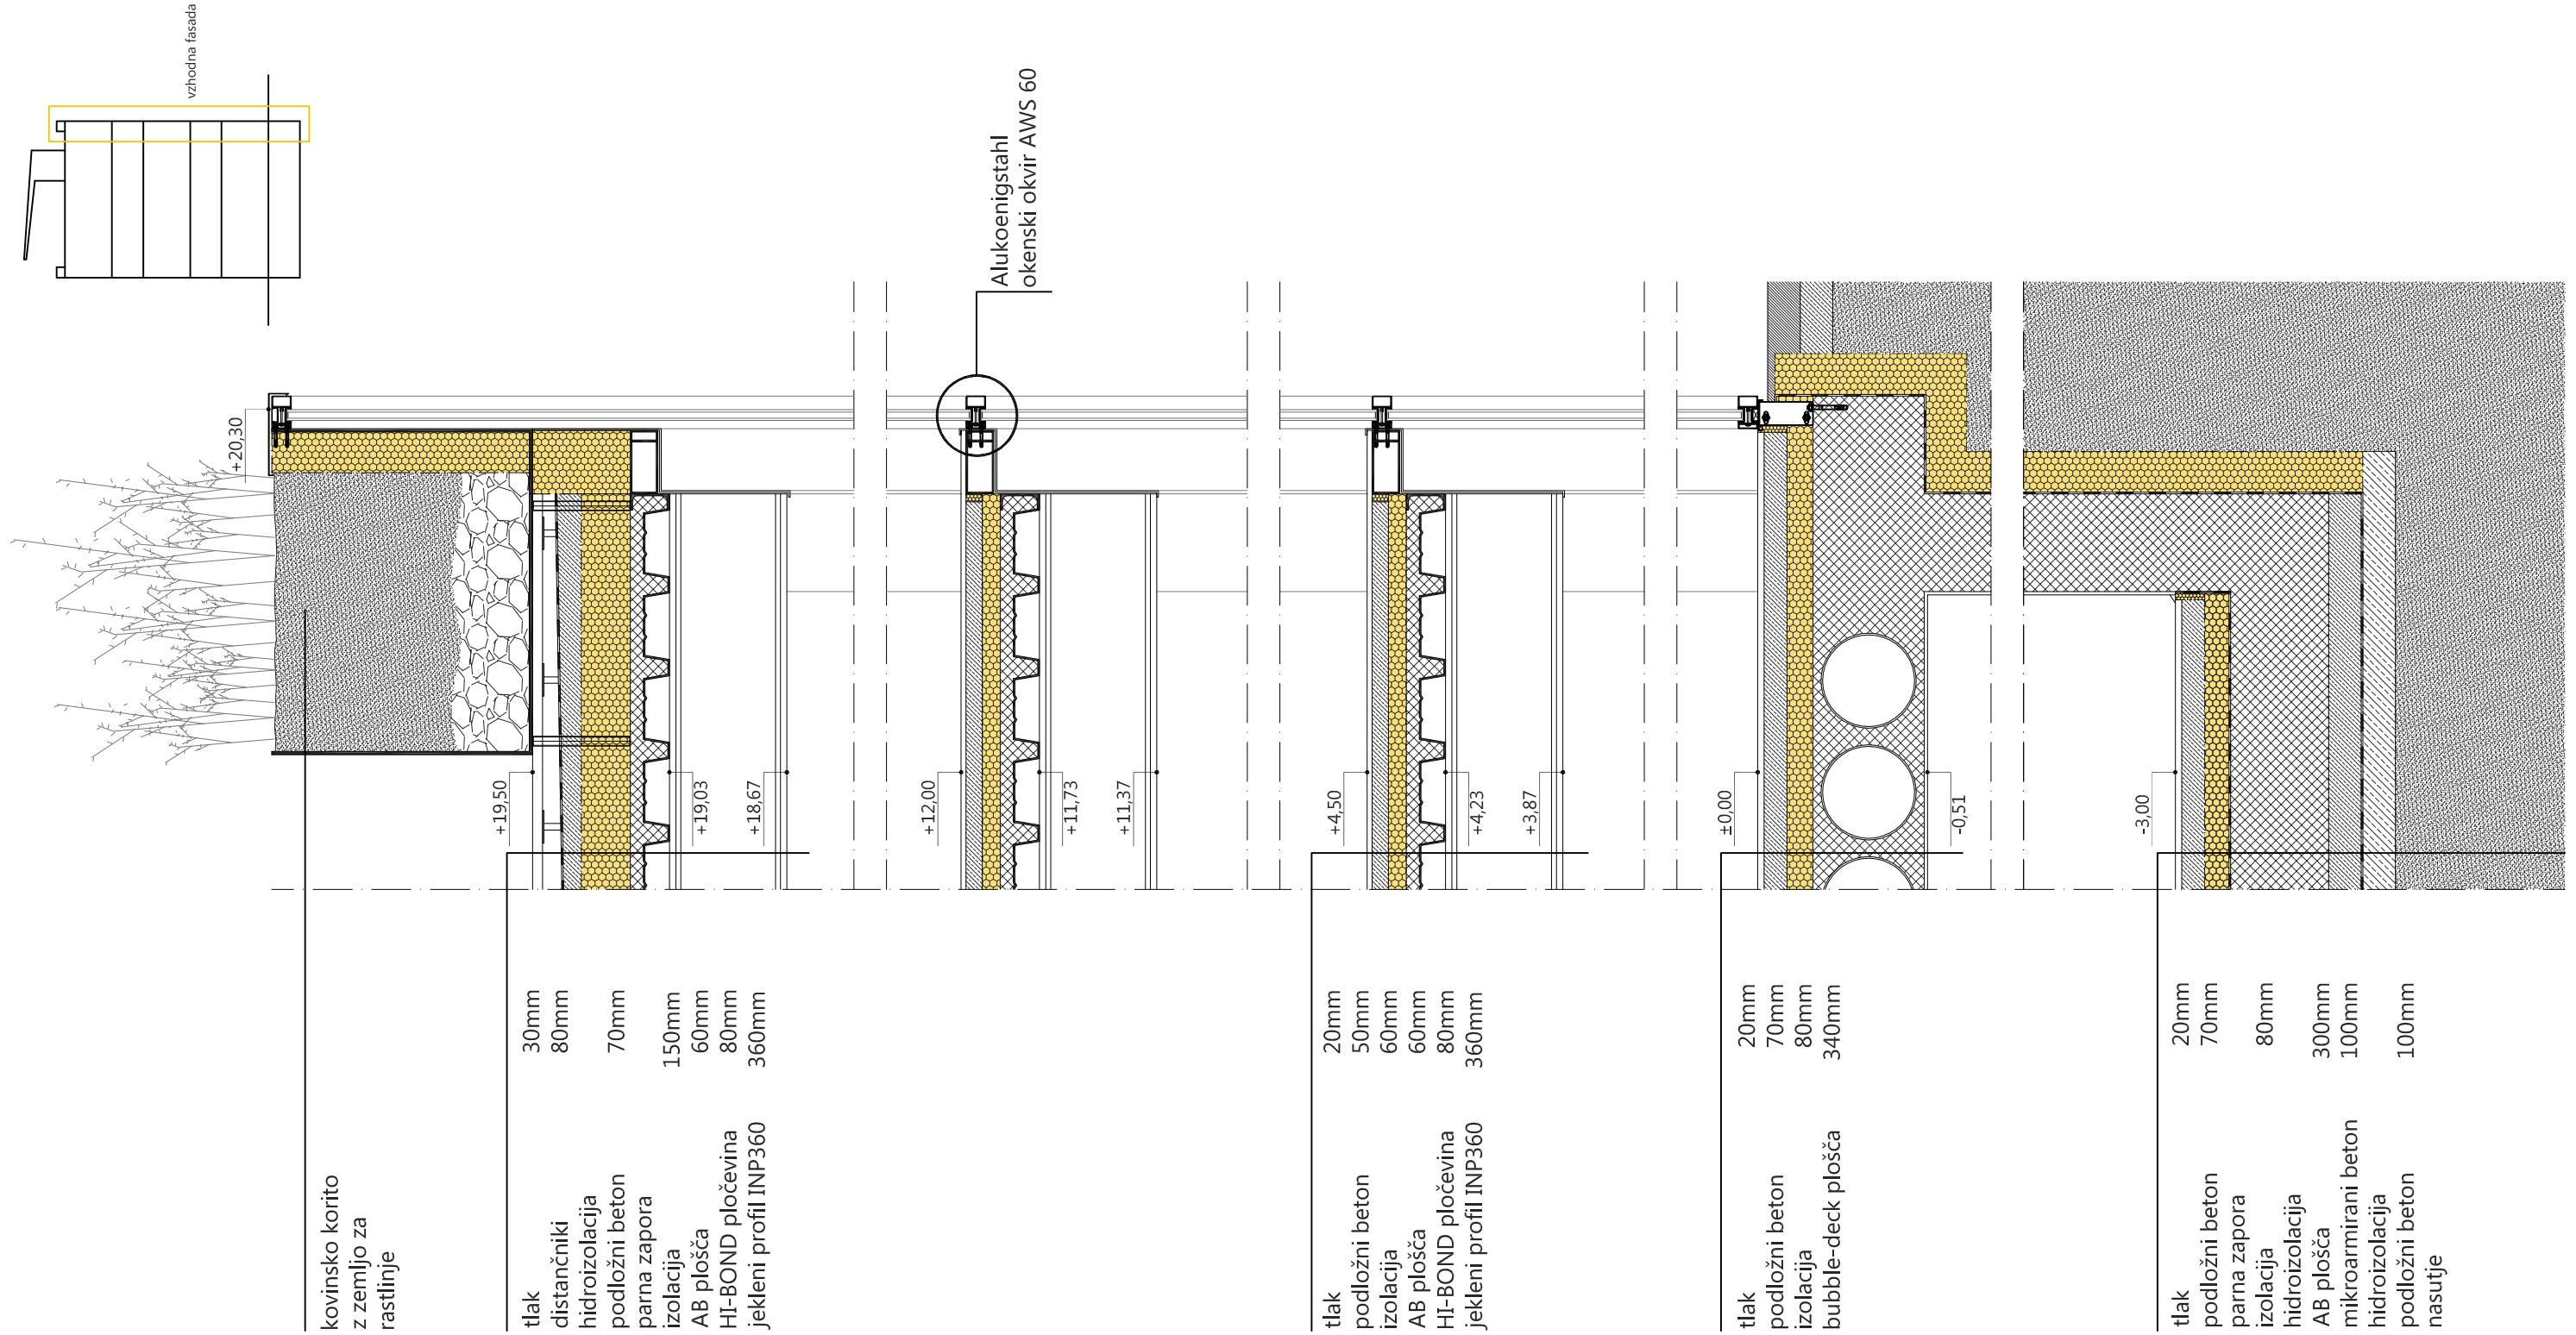 vzhodna fasada
Alukoenigstahl
okenski okvir AWS 60
+20,30
kovinsko korito
z zemljo za
rastlinje
+19,50
+19,03
+18,67
tlak 30mm
distančniki 80mm
hidroizolacija
podložni beton 70mm
parna zapora
izolacija 150mm
AB plošča 60mm
HI-BOND pločevina 80mm
jekleni profil INP360 360mm
+12,00
+11,73
+11,37
+4,50
+4,23
+3,87
tlak 20mm
podložni beton 50mm
izolacija 60mm
AB plošča 60mm
HI-BOND pločevina 80mm
jekleni profil INP360 360mm
±0,00
-0,51
tlak 20mm
podložni beton 70mm
izolacija 80mm
bubble-deck plošča 340mm
-3,00
tlak 20mm
podložni beton 70mm
parna zapora
izolacija 80mm
hidroizolacija
AB plošča 300mm
mikroarmirani beton 100mm
hidroizolacija
podložni beton 100mm
nasutje